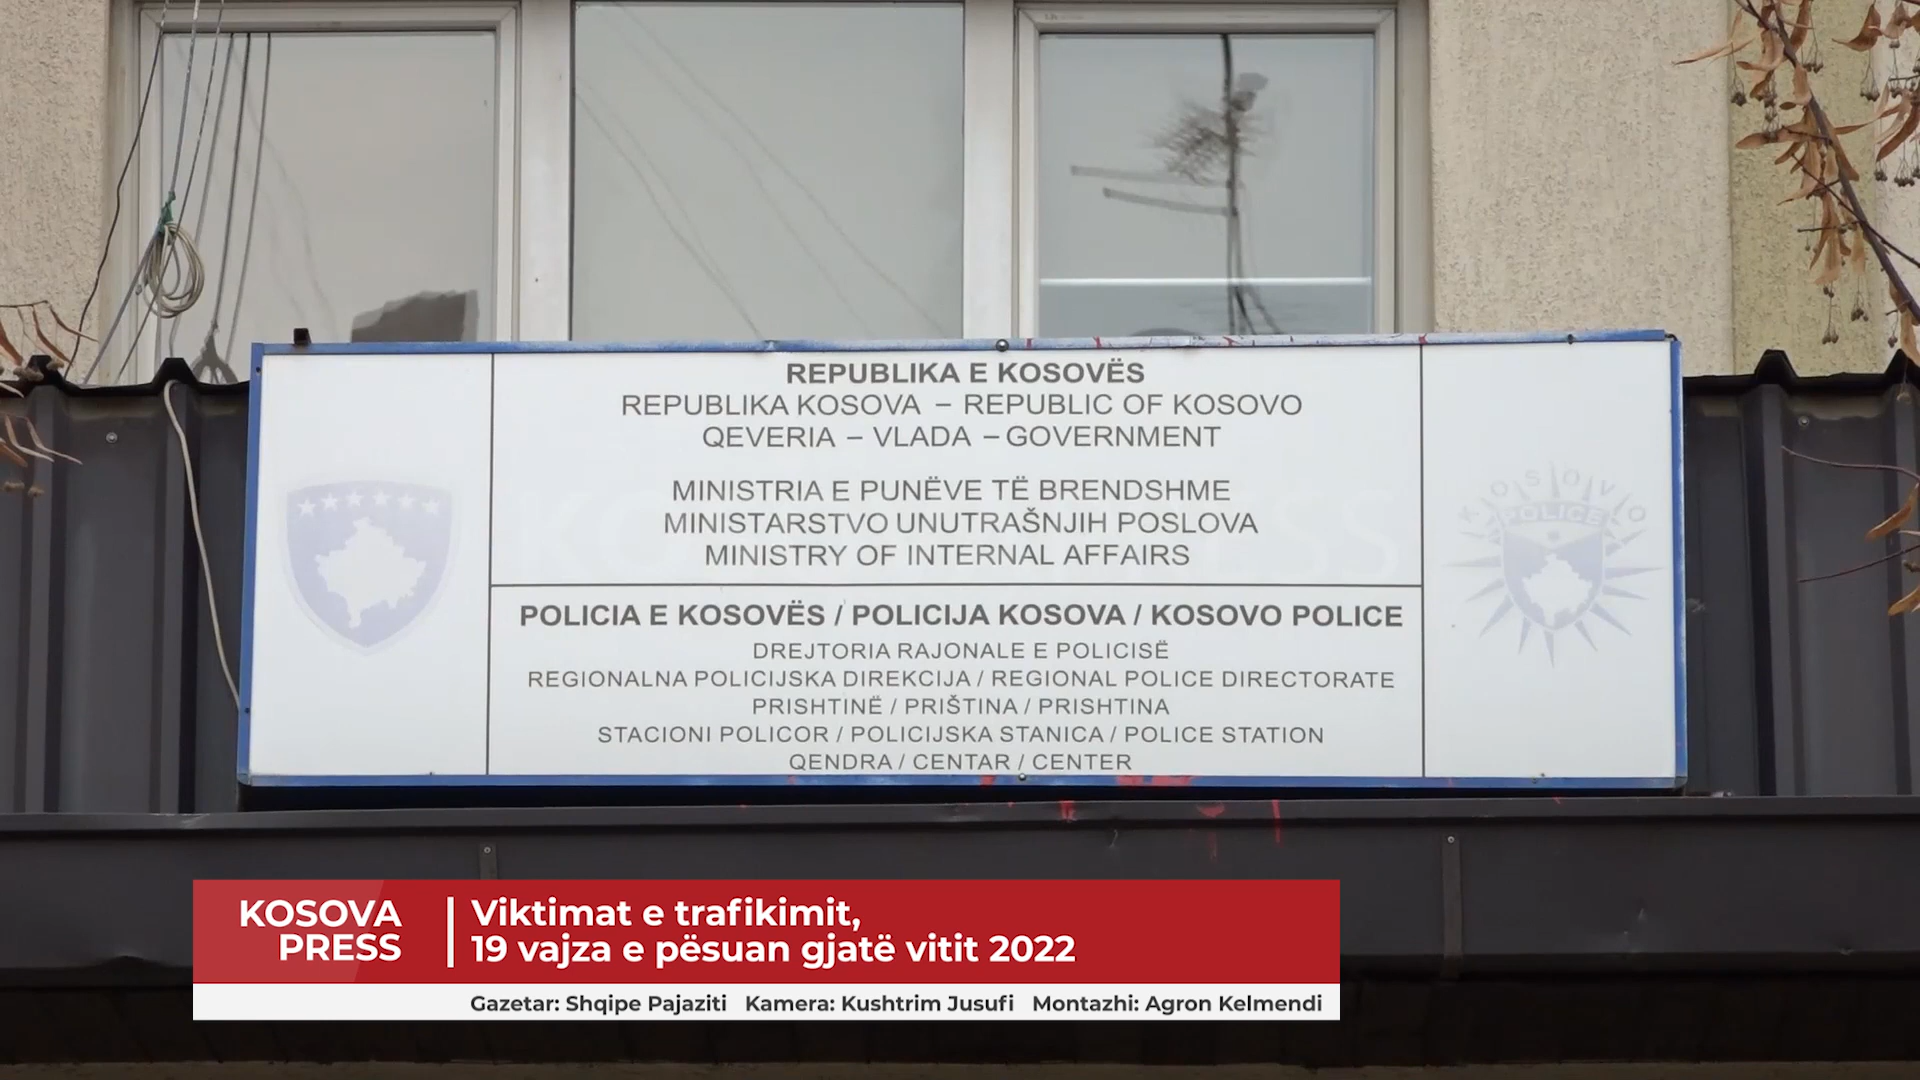 REPUBLIKA E KOSOVËS
REPUBLIKA KOSOVA – REPUBLIC OF KOSOVO
QEVERIA – VLADA – GOVERNMENT
MINISTRIA E PUNËVE TË BRENDSHME
MINISTARSTVO UNUTRAŠNJIH POSLOVA
MINISTRY OF INTERNAL AFFAIRS
POLICIA E KOSOVËS / POLICIJA KOSOVA / KOSOVO POLICE
DREJTORIA RAJONALE E POLICISË
REGIONALNA POLICIJSKA DIREKCIJA / REGIONAL POLICE DIRECTORATE
PRISHTINË / PRIŠTINA / PRISHTINA
STACIONI POLICOR / POLICIJSKA STANICA / POLICE STATION
QENDRA / CENTAR / CENTER
KOSOVO
POLICE
KOSOVA PRESS
KOSOVA
PRESS
Viktimat e trafikimit,
19 vajza e pësuan gjatë vitit 2022
Gazetar: Shqipe Pajaziti Kamera: Kushtrim Jusufi Montazhi: Agron Kelmendi